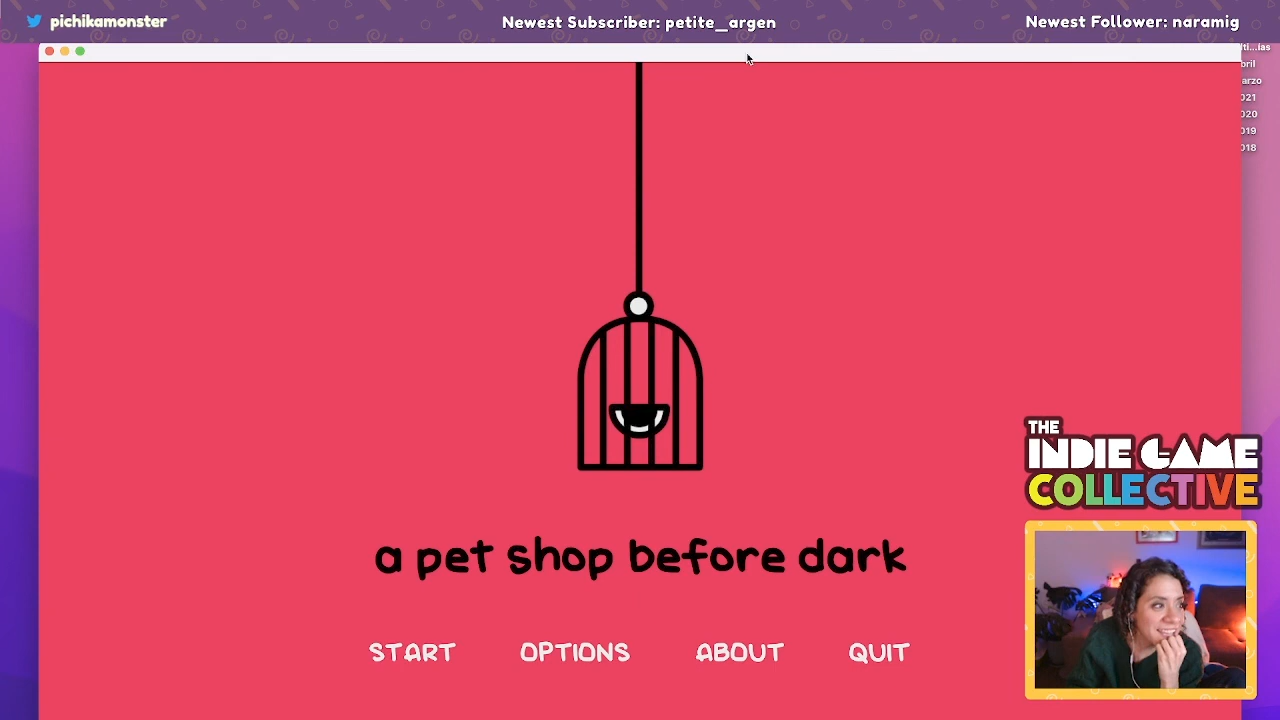 pichikamonster
Newest Subscriber: petite_argen
Newest Follower: naramig
2018
a pet shop before dark
START
OPTIONS
ABOUT
QUIT
THE
INDIE GAME
COLLECTIVE